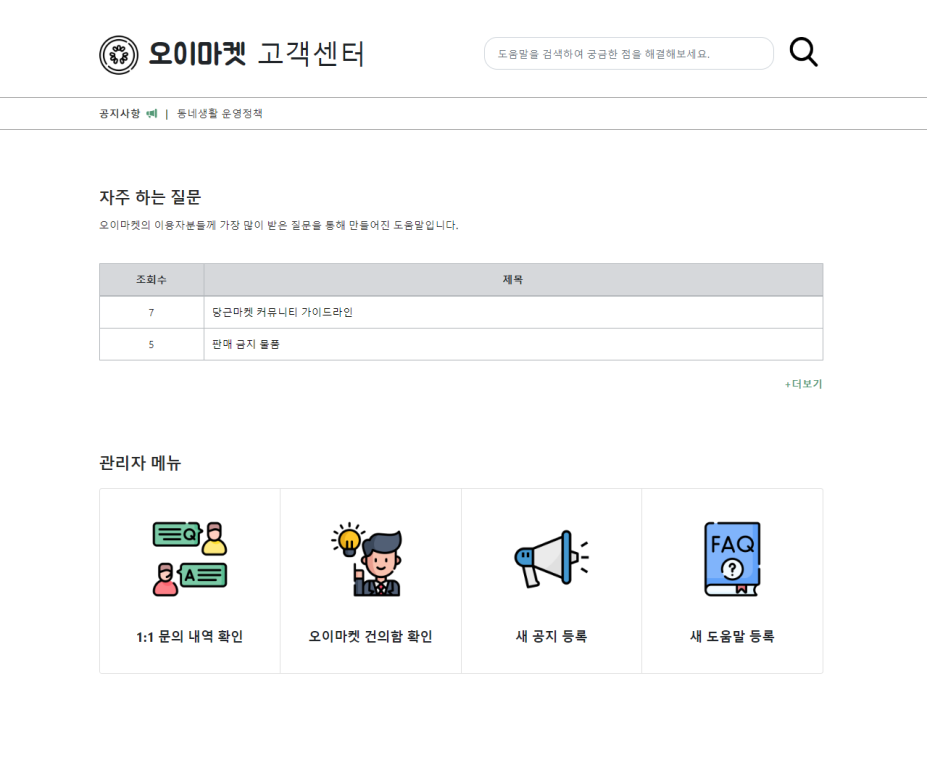 오이마켓 고객센터
도움말을 검색하여 궁금한 점을 해결해보세요.
공지사항 | 동네생활 운영정책
자주 하는 질문
오이마켓의 이용자분들께 가장 많이 받은 질문을 통해 만들어진 도움말입니다.
조회수 제목
7 당근마켓 커뮤니티 가이드라인
5 판매 금지 물품
+더보기
관리자 메뉴
Q
A
FAQ
?
1:1 문의 내역 확인
오이마켓 건의함 확인
새 공지 등록
새 도움말 등록